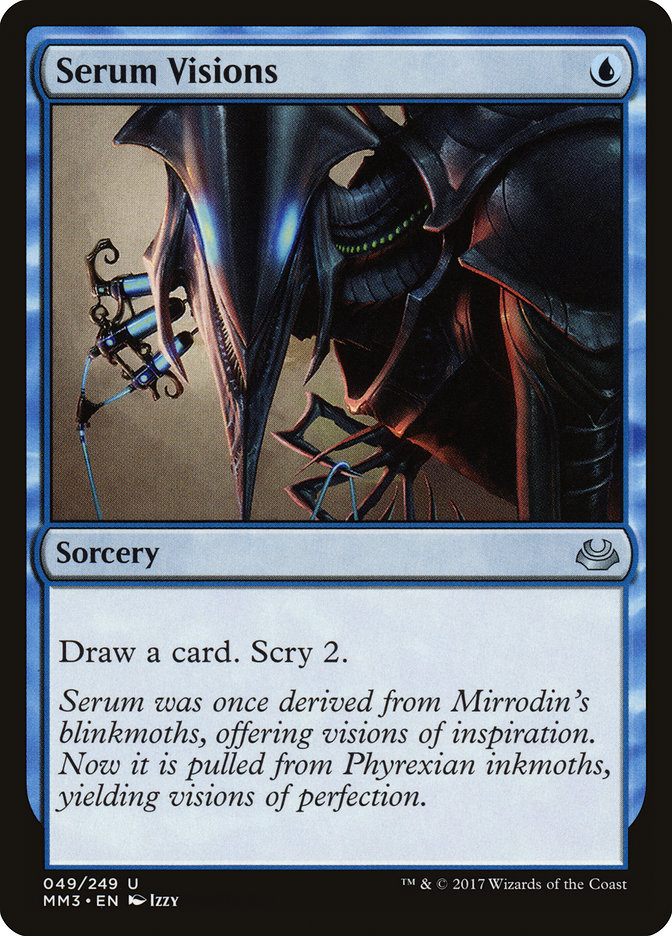 Serum Visions
Sorcery
Draw a card. Scry 2.
Serum was once derived from Mirrodin's
blinkmoths, offering visions of inspiration.
Now it is pulled from Phyrexian inkmoths,
yielding visions of perfection.
049/249 U
MM3 • EN Izzy
™ & © 2017 Wizards of the Coast